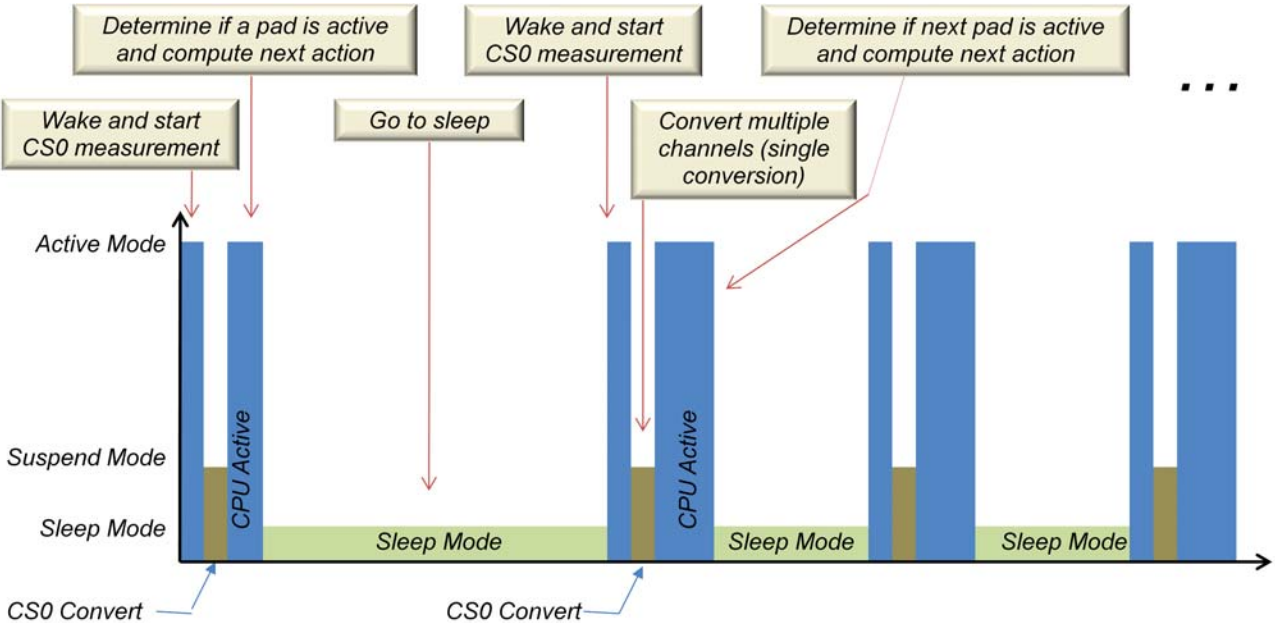 Determine if a pad is active
and compute next action
Wake and start
CS0 measurement
Determine if next pad is active
and compute next action
...
Wake and start
CS0 measurement
Go to sleep
Convert multiple
channels (single
conversion)
Active Mode
Suspend Mode
Sleep Mode
CPU Active
CPU Active
Sleep Mode
Sleep Mode
Sleep Mode
CS0 Convert
CS0 Convert